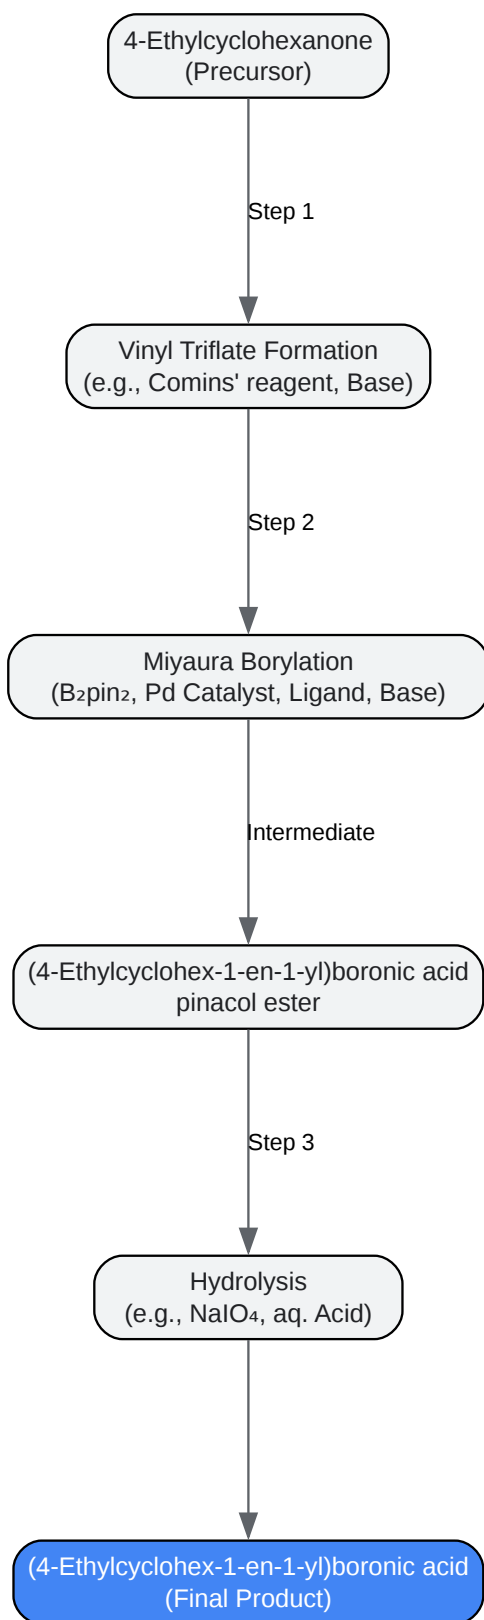 4-Ethylcyclohexanone
(Precursor)
Step 1
Vinyl Triflate Formation
(e.g., Comins' reagent, Base)
Step 2
Miyaura Borylation
(B₂pin₂, Pd Catalyst, Ligand, Base)
Intermediate
(4-Ethylcyclohex-1-en-1-yl)boronic acid
pinacol ester
Step 3
Hydrolysis
(e.g., NaIO₄, aq. Acid)
(4-Ethylcyclohex-1-en-1-yl)boronic acid
(Final Product)